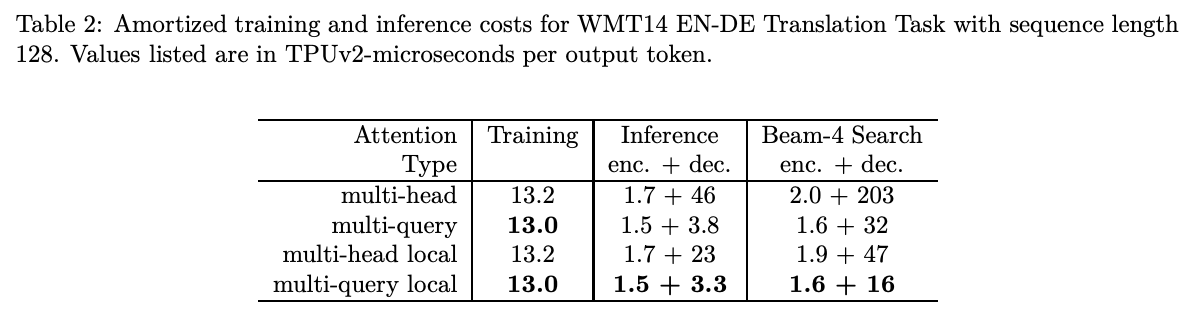 Table 2: Amortized training and inference costs for WMT14 EN-DE Translation Task with sequence length
128. Values listed are in TPUv2-microseconds per output token.
Attention Training Inference Beam-4 Search
Type enc. + dec. enc. + dec.
multi-head 13.2 1.7 + 46 2.0 + 203
multi-query 13.0 1.5 + 3.8 1.6 + 32
multi-head local 13.2 1.7 + 23 1.9 + 47
multi-query local 13.0 1.5 + 3.3 1.6 + 16